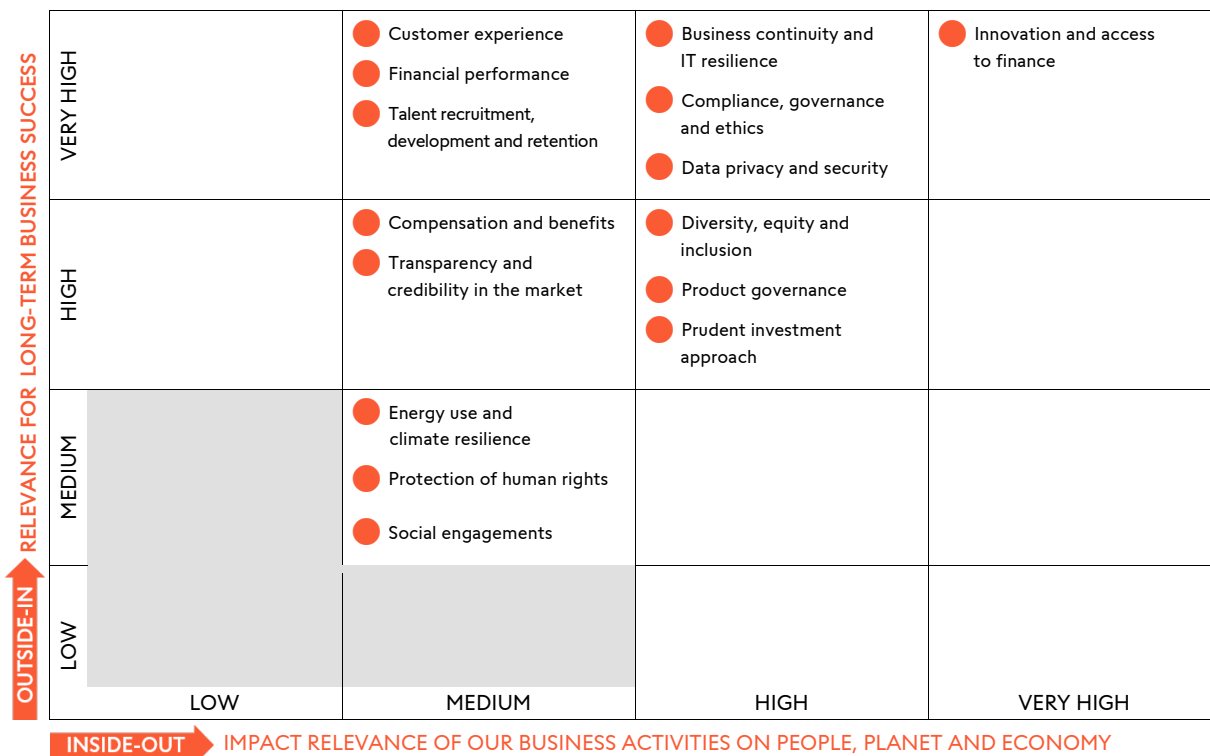 RELEVANCE FOR LONG-TERM BUSINESS SUCCESS
OUTSIDE-IN
VERY HIGH
Customer experience
Financial performance
Talent recruitment,
development and retention
Business continuity and
IT resilience
Compliance, governance
and ethics
Data privacy and security
Innovation and access
to finance
HIGH
Compensation and benefits
Transparency and
credibility in the market
Diversity, equity and
inclusion
Product governance
Prudent investment
approach
MEDIUM
Energy use and
climate resilience
Protection of human rights
Social engagements
LOW
LOW
MEDIUM
HIGH
VERY HIGH
INSIDE-OUT
IMPACT RELEVANCE OF OUR BUSINESS ACTIVITIES ON PEOPLE, PLANET AND ECONOMY